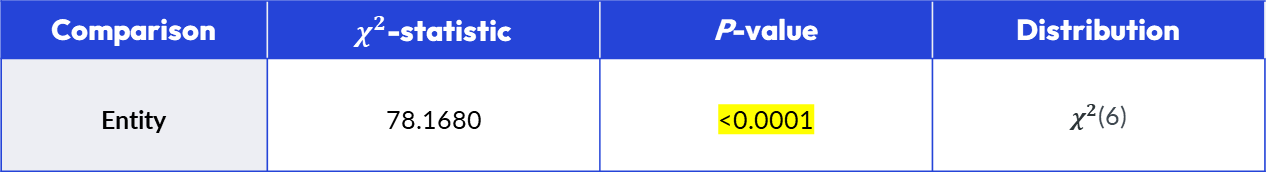 Comparison χ²-statistic P-value Distribution
Entity 78.1680 <0.0001 χ²(6)